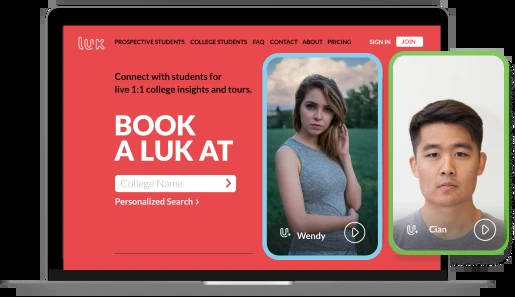 luk PROSPECTIVE STUDENTS COLLEGE STUDENTS FAQ CONTACT ABOUT PRICING SIGN IN JOIN
Connect with students for
live 1:1 college insights and tours.
BOOK
A LUK AT
College Name
Personalized Search
Wendy
Cian